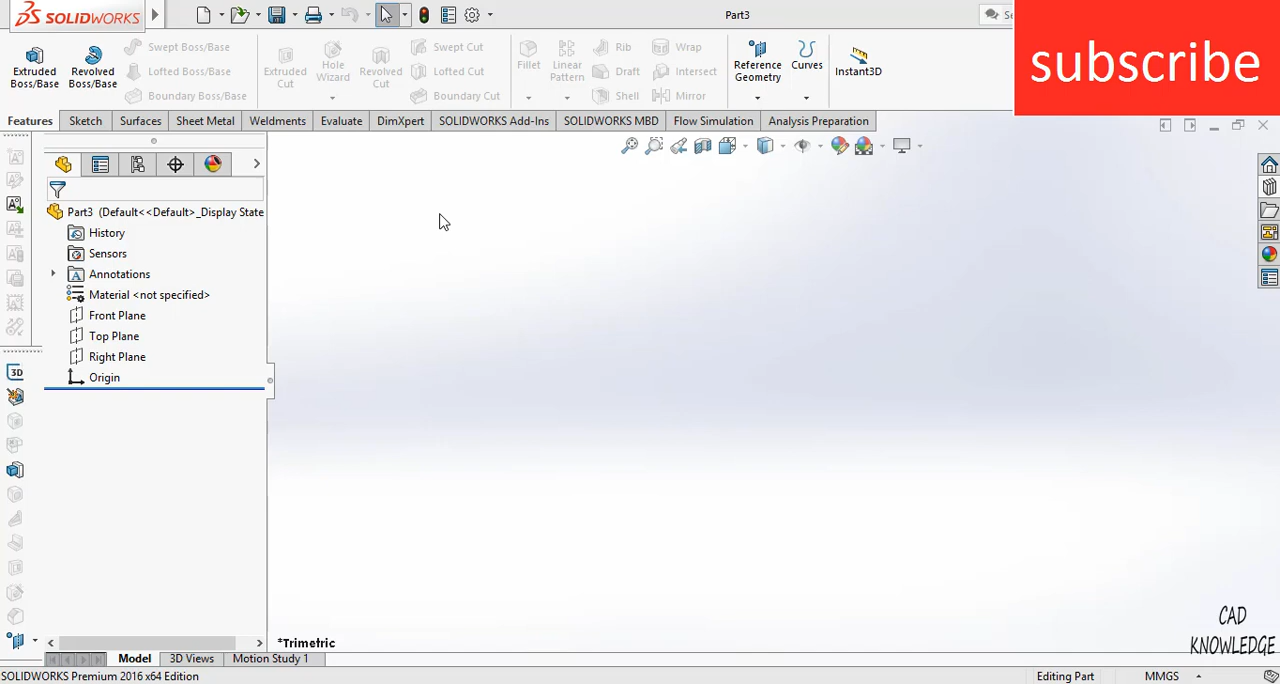 SOLIDWORKS
Part3
subscribe
Extruded Boss/Base
Revolved Boss/Base
Swept Boss/Base
Lofted Boss/Base
Boundary Boss/Base
Extruded Cut
Hole Wizard
Revolved Cut
Swept Cut
Lofted Cut
Boundary Cut
Fillet
Linear Pattern
Rib
Draft
Shell
Wrap
Intersect
Mirror
Reference Geometry
Curves
Instant3D
Features Sketch Surfaces Sheet Metal Weldments Evaluate DimXpert SOLIDWORKS Add-Ins SOLIDWORKS MBD Flow Simulation Analysis Preparation
Part3 (Default<<Default>_Display State
History
Sensors
Annotations
Material <not specified>
Front Plane
Top Plane
Right Plane
Origin
3D
*Trimetric
CAD
KNOWLEDGE
Model 3D Views Motion Study 1
SOLIDWORKS Premium 2016 x64 Edition Editing Part MMGS